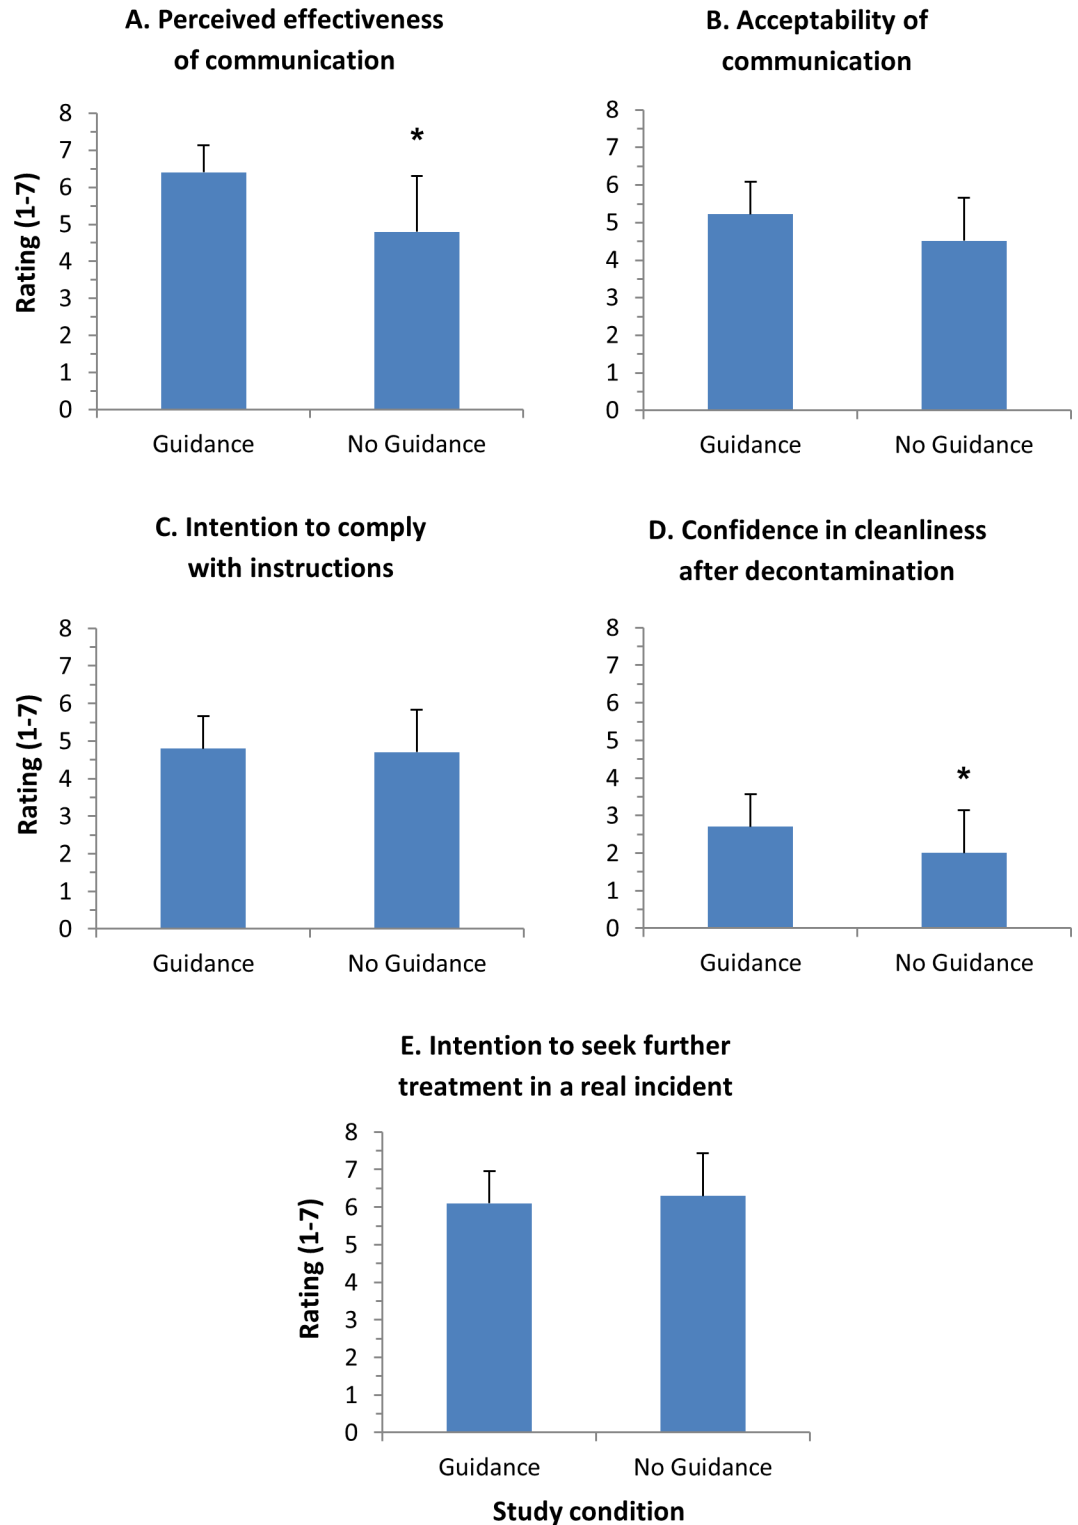 A. Perceived effectiveness
of communication
Rating (1-7)
8
7
6
5
4
3
2
1
0
*
Guidance
No Guidance
B. Acceptability of
communication
8
7
6
5
4
3
2
1
0
Guidance
No Guidance
C. Intention to comply
with instructions
Rating (1-7)
8
7
6
5
4
3
2
1
0
Guidance
No Guidance
D. Confidence in cleanliness
after decontamination
8
7
6
5
4
3
2
1
0
*
Guidance
No Guidance
E. Intention to seek further
treatment in a real incident
Rating (1-7)
8
7
6
5
4
3
2
1
0
Guidance
No Guidance
Study condition